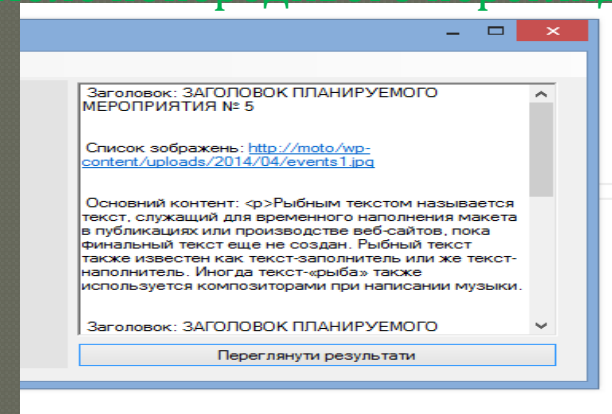 Заголовок: ЗАГОЛОВОК ПЛАНИРУЕМОГО
МЕРОПРИЯТИЯ № 5
Список зображень: http://moto/wp-
content/uploads/2014/04/events1.jpg
Основний контент: <p>Рыбным текстом называется
текст, служащий для временного наполнения макета
в публикациях или производстве веб-сайтов, пока
финальный текст еще не создан. Рыбный текст
также известен как текст-заполнитель или же текст-
наполнитель. Иногда текст-«рыба» также
используется композиторами при написании музыки.
Заголовок: ЗАГОЛОВОК ПЛАНИРУЕМОГО
Переглянути результати